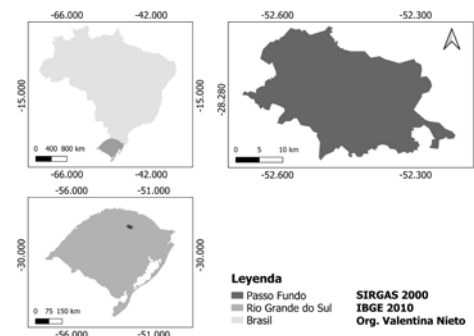 -66.000 -42.000
-15.000
-15.000
0 400 800 km
-66.000 -42.000
-52.600 -52.300
-28.280
0 5 10 km
-52.600 -52.300
-56.000 -51.000
-30.000
-30.000
0 75 150 km
-56.000 -51.000
Leyenda
Passo Fundo SIRGAS 2000
Rio Grande do Sul IBGE 2010
Brasil Org. Valentina Nieto